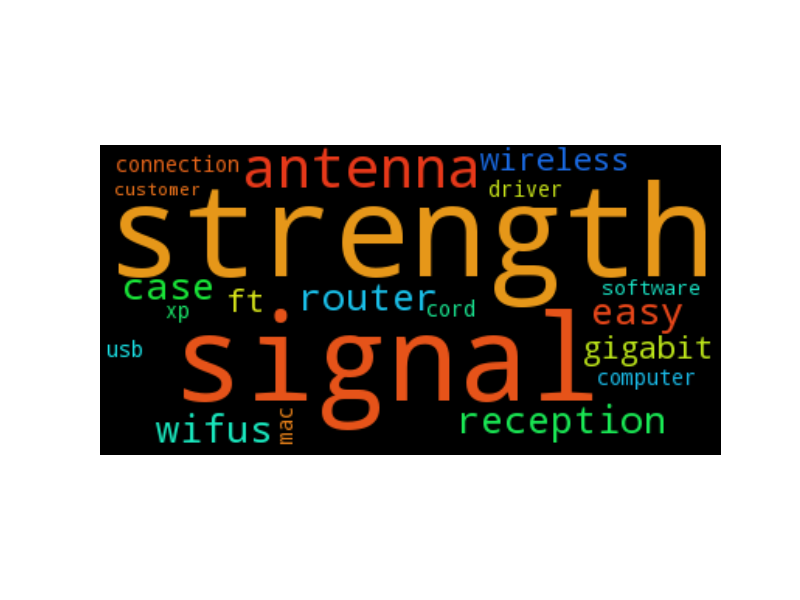 connection antenna wireless
customer driver
strength
case ft router cord software
xp easy
usb signal gigabit
computer
wifus mac reception